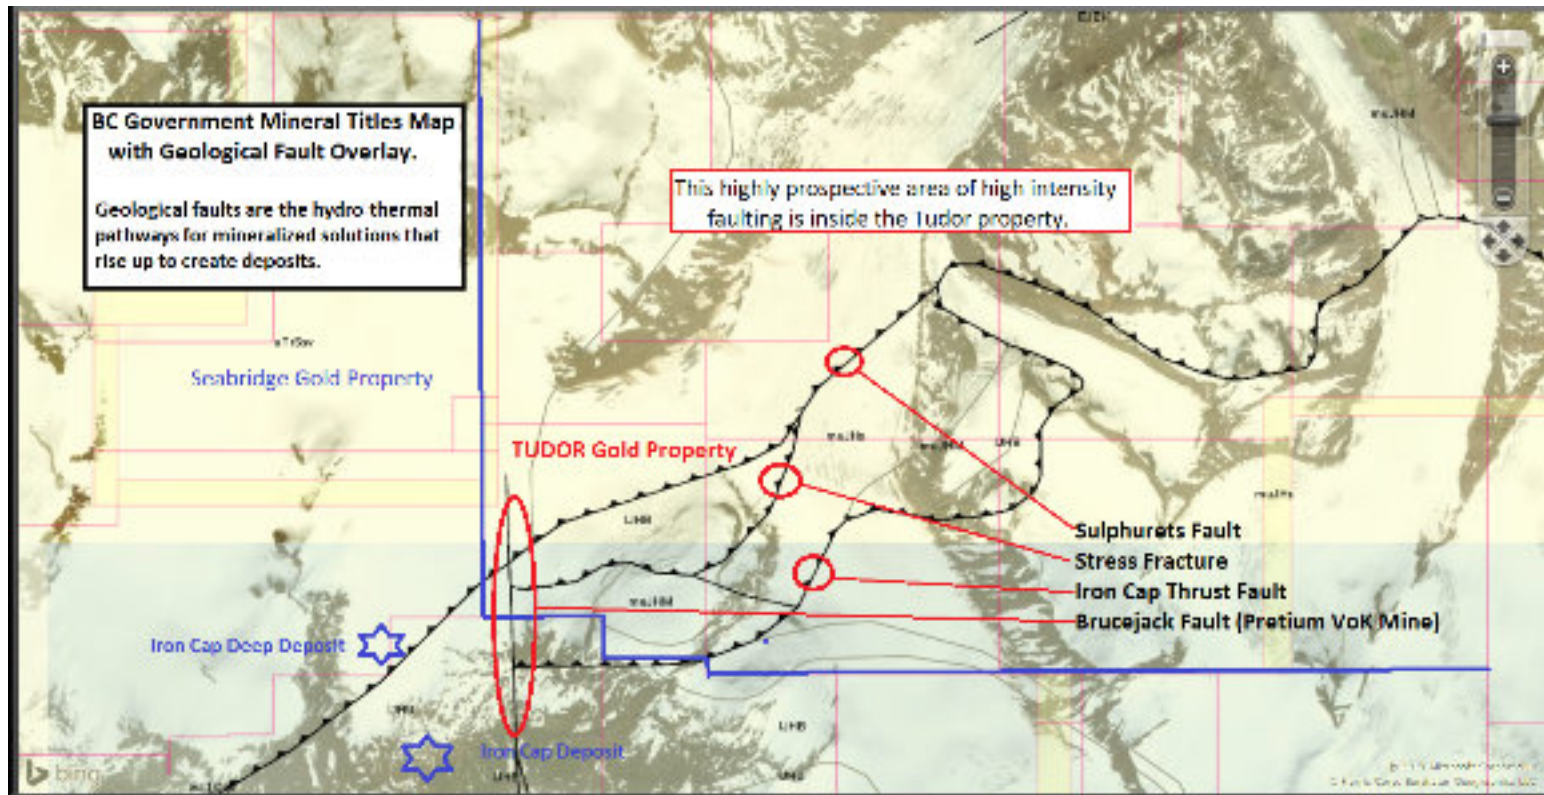 BC Government Mineral Titles Map
with Geological Fault Overlay.
Geological faults are the hydro thermal
pathways for mineralized solutions that
rise up to create deposits.
This highly prospective area of high intensity
faulting is inside the Tudor property.
Seabridge Gold Property
TUDOR Gold Property
Sulphurets Fault
Stress Fracture
Iron Cap Thrust Fault
Brucejack Fault (Pretium VoK Mine)
Iron Cap Deep Deposit
Iron Cap Deposit
bing